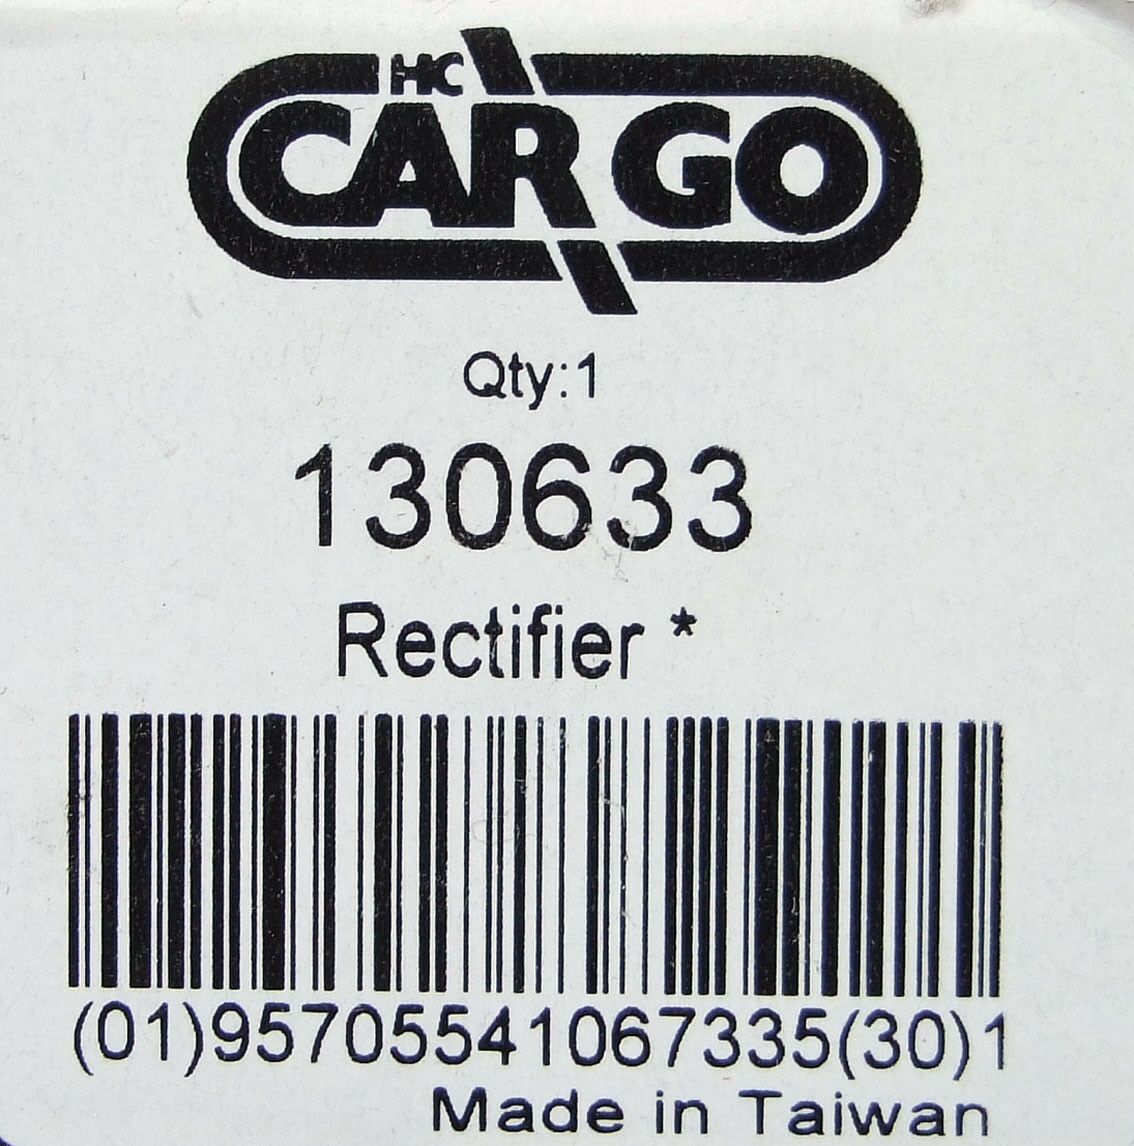 HC
CARGO
Qty:1
130633
Rectifier *
(01)95705541067335(30)1
Made in Taiwan